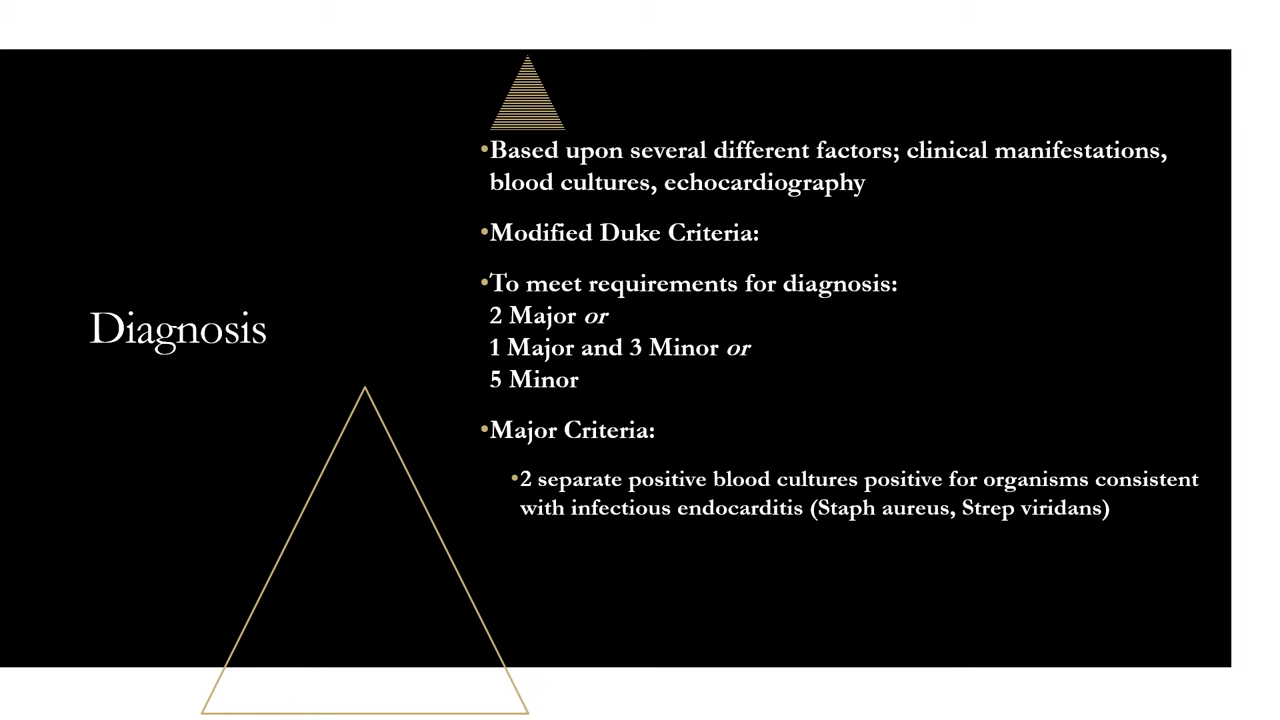 Diagnosis
•Based upon several different factors; clinical manifestations,
blood cultures, echocardiography
•Modified Duke Criteria:
•To meet requirements for diagnosis:
2 Major or
1 Major and 3 Minor or
5 Minor
•Major Criteria:
•2 separate positive blood cultures positive for organisms consistent
with infectious endocarditis (Staph aureus, Strep viridans)